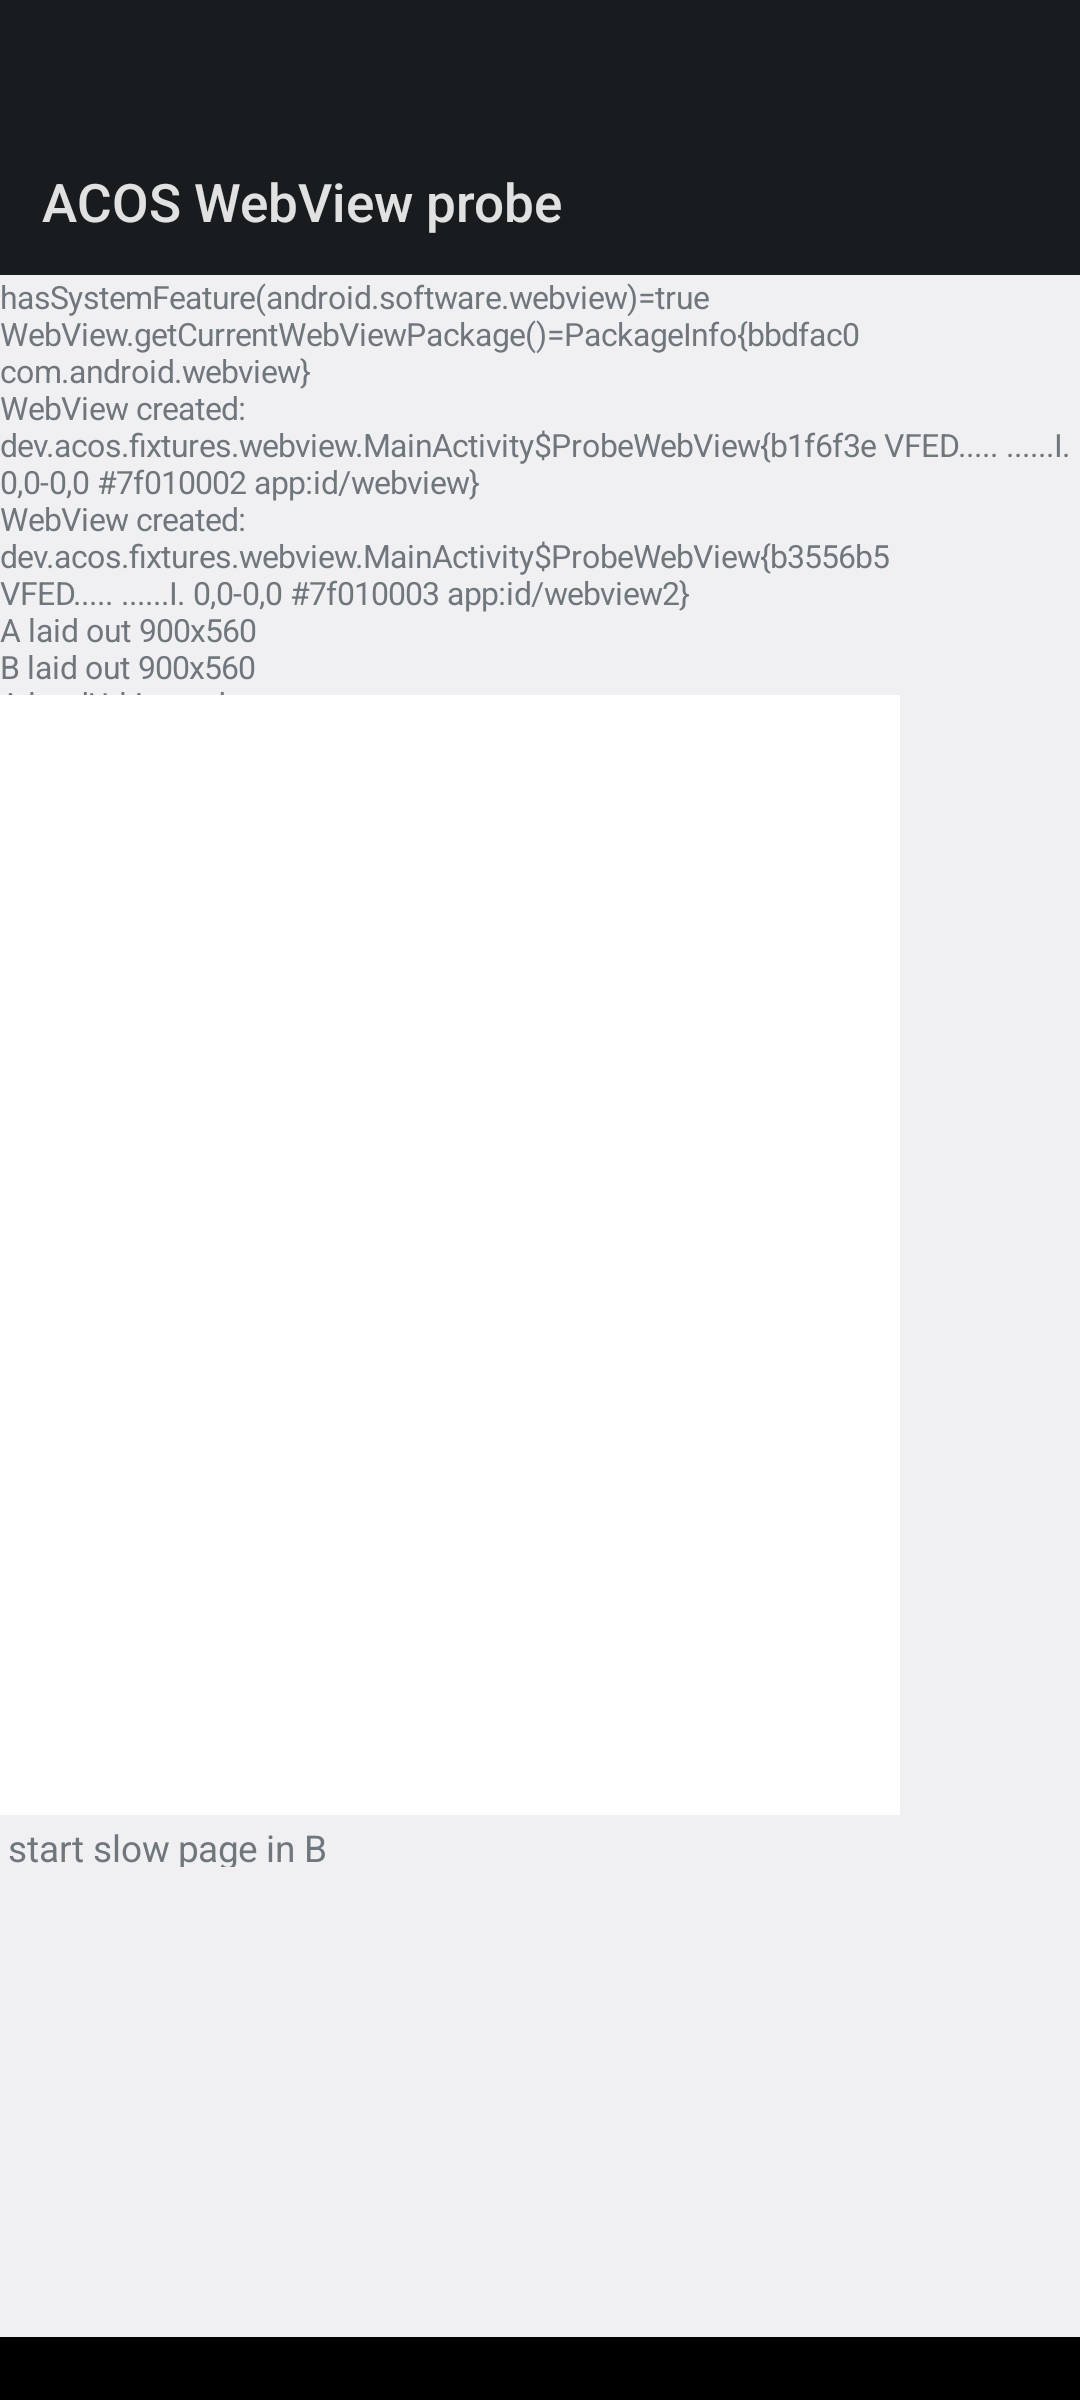 ACOS WebView probe
hasSystemFeature(android.software.webview)=true
WebView.getCurrentWebViewPackage()=PackageInfo{bbdfac0
com.android.webview}
WebView created:
dev.acos.fixtures.webview.MainActivity$ProbeWebView{b1f6f3e VFED..... ......I.
0,0-0,0 #7f010002 app:id/webview}
WebView created:
dev.acos.fixtures.webview.MainActivity$ProbeWebView{b3556b5
VFED..... ......I. 0,0-0,0 #7f010003 app:id/webview2}
A laid out 900x560
B laid out 900x560
start slow page in B